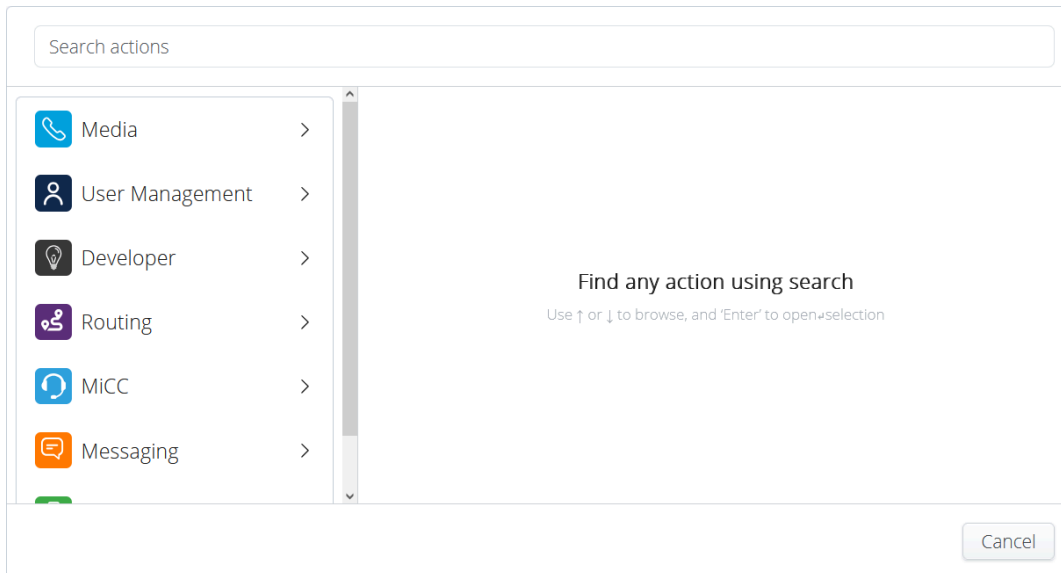 Search actions
Media
User Management
Developer
Routing
MiCC
Messaging
Find any action using search
Use ↑ or ↓ to browse, and ‘Enter’ to open↵selection
Cancel